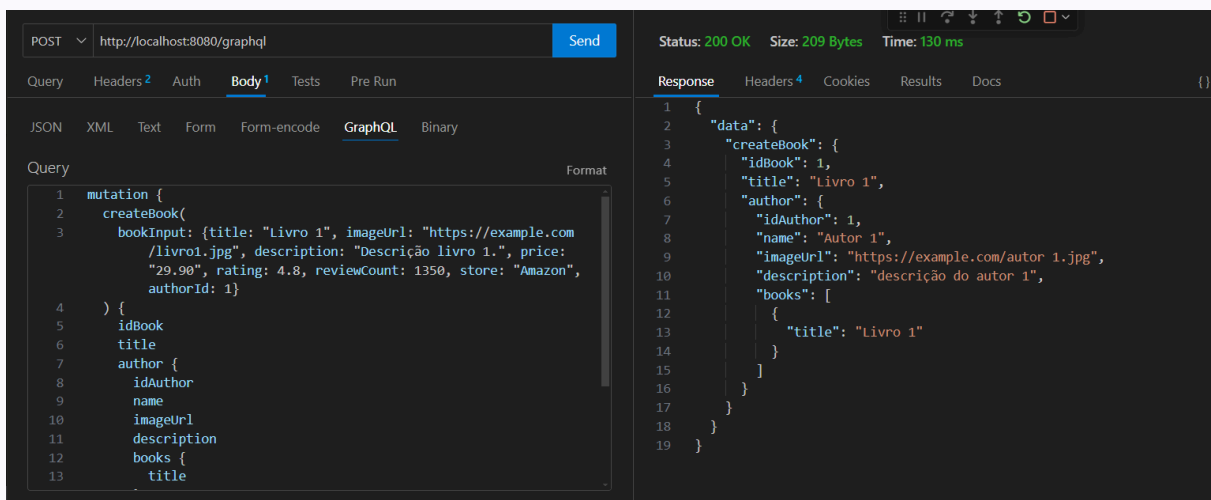 POST http://localhost:8080/graphql Send
Query Headers 2 Auth Body 1 Tests Pre Run
JSON XML Text Form Form-encode GraphQL Binary
Query Format
1 mutation {
2 createBook(
3 bookInput: {title: "Livro 1", imageUrl: "https://example.com
/livro1.jpg", description: "Descrição livro 1.", price:
"29.90", rating: 4.8, reviewCount: 1350, store: "Amazon",
authorId: 1}
4 ) {
5 idBook
6 title
7 author {
8 idAuthor
9 name
10 imageUrl
11 description
12 books {
13 title
Status: 200 OK Size: 209 Bytes Time: 130 ms
Response Headers 4 Cookies Results Docs {}
1 {
2 "data": {
3 "createBook": {
4 "idBook": 1,
5 "title": "Livro 1",
6 "author": {
7 "idAuthor": 1,
8 "name": "Autor 1",
9 "imageUrl": "https://example.com/autor 1.jpg",
10 "description": "descrição do autor 1",
11 "books": [
12 {
13 "title": "Livro 1"
14 }
15 ]
16 }
17 }
18 }
19 }